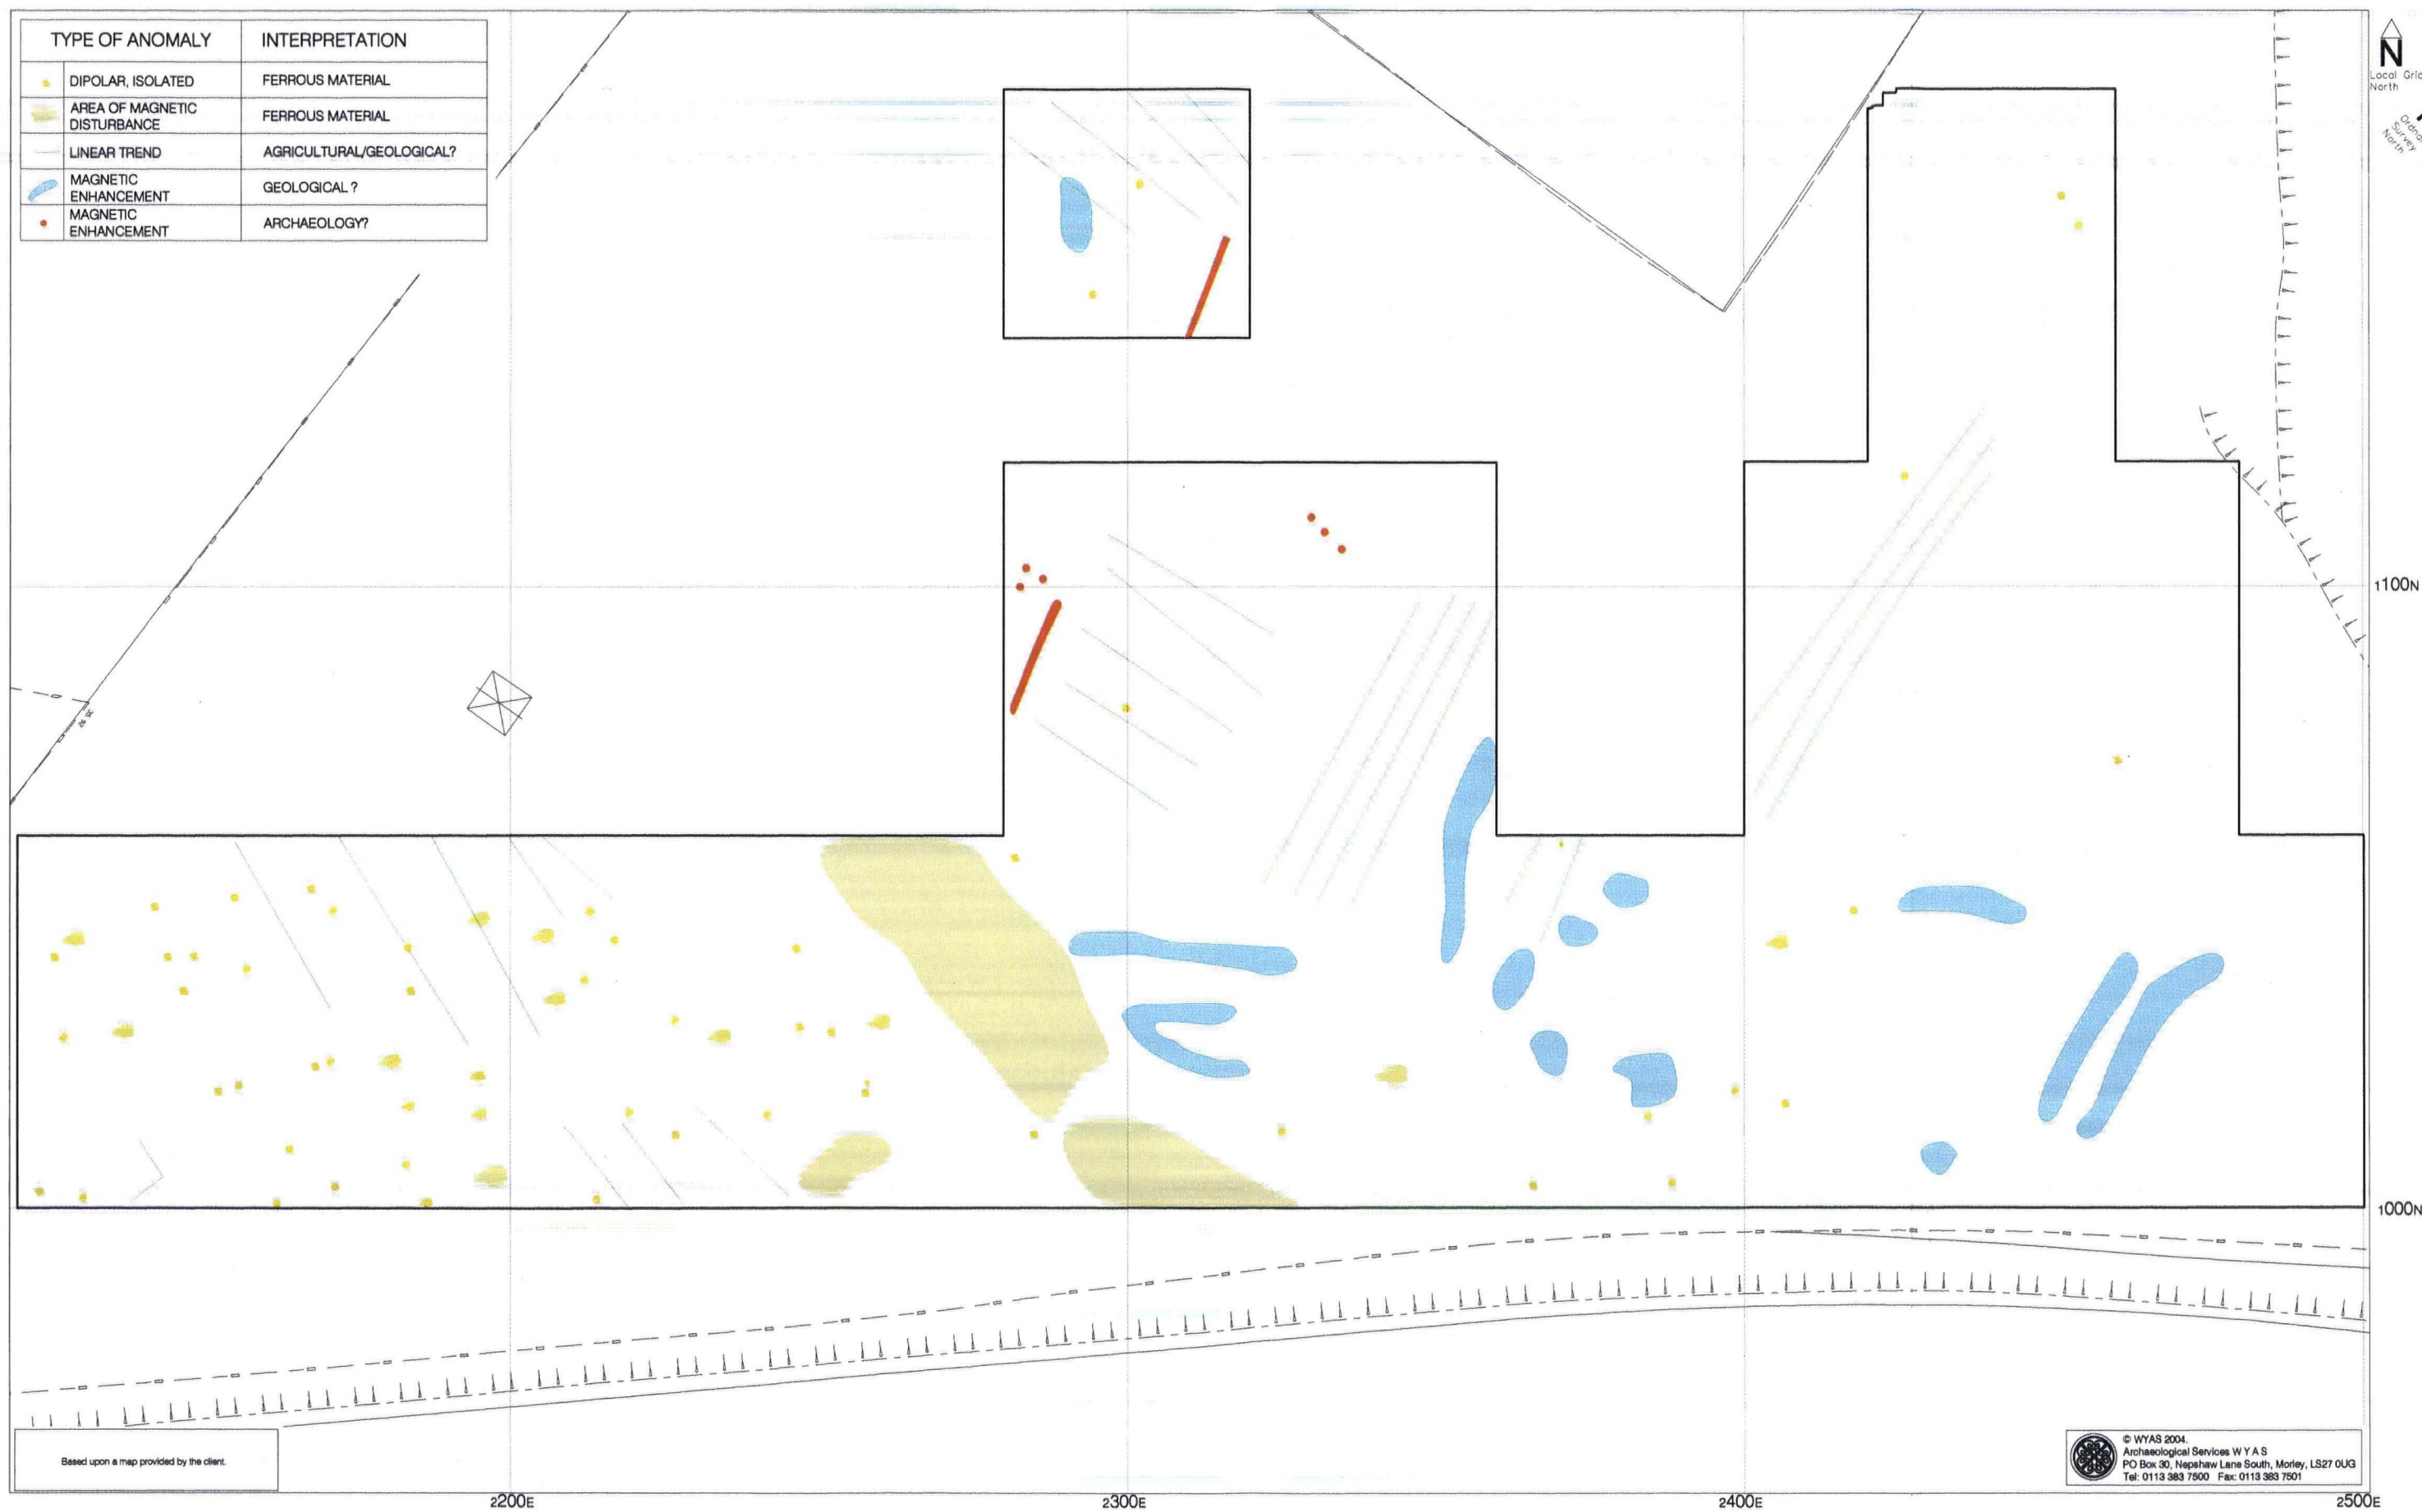 TYPE OF ANOMALY INTERPRETATION
DIPOLAR, ISOLATED FERROUS MATERIAL
AREA OF MAGNETIC
DISTURBANCE
FERROUS MATERIAL
LINEAR TREND AGRICULTURAL/GEOLOGICAL?
MAGNETIC
ENHANCEMENT
GEOLOGICAL ?
MAGNETIC
ENHANCEMENT
ARCHAEOLOGY?
N
Local Grid
North
Survey
North
1100N
1000N
2200E 2300E 2400E 2500E
Based upon a map provided by the client.
© WYAS 2004.
Archaeological Services W Y A S
PO Box 30, Nepshaw Lane South, Morley, LS27 0UG
Tel: 0113 383 7500 Fax: 0113 383 7501